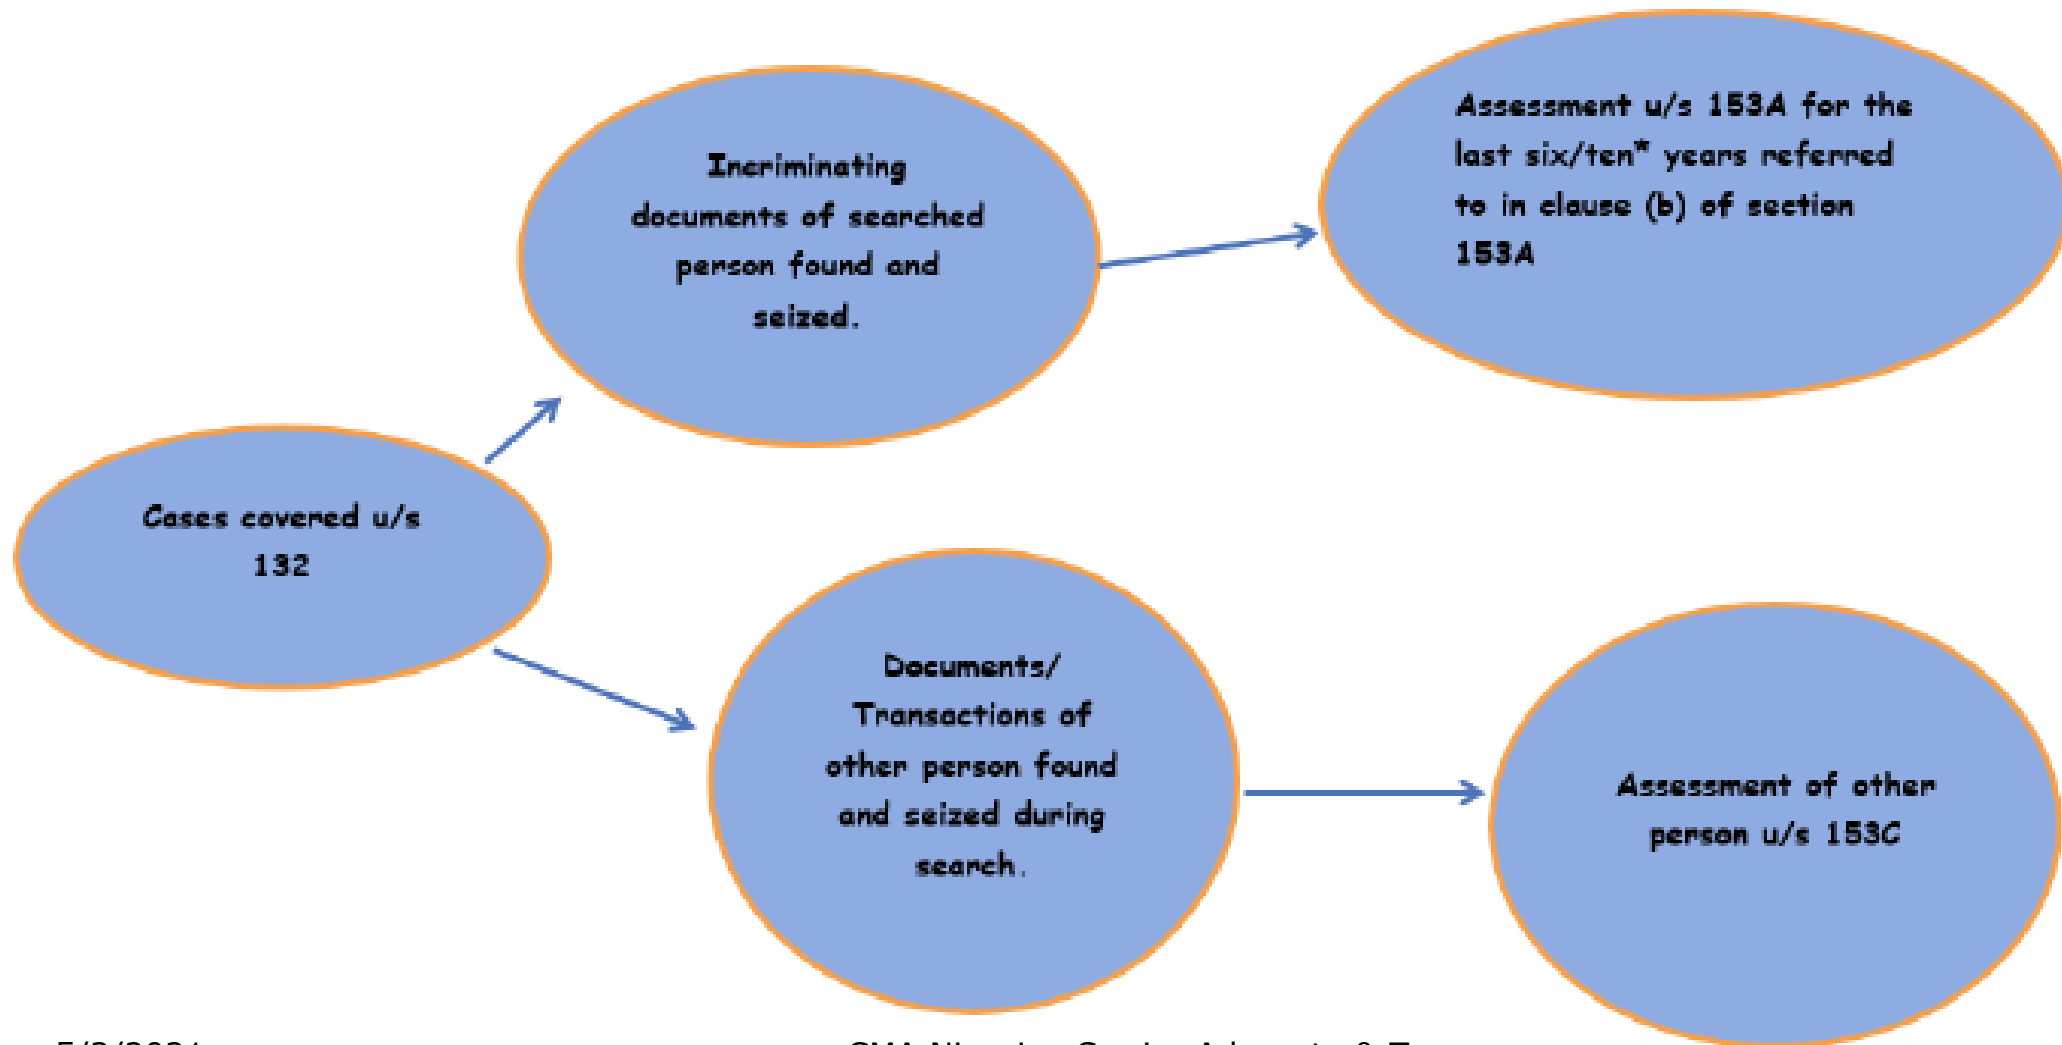 Incriminating
documents of searched
person found and
seized.
Assessment u/s 153A for the
last six/ten* years referred
to in clause (b) of section
153A
Cases covered u/s
132
Documents/
Transactions of
other person found
and seized during
search.
Assessment of other
person u/s 153C
CMA